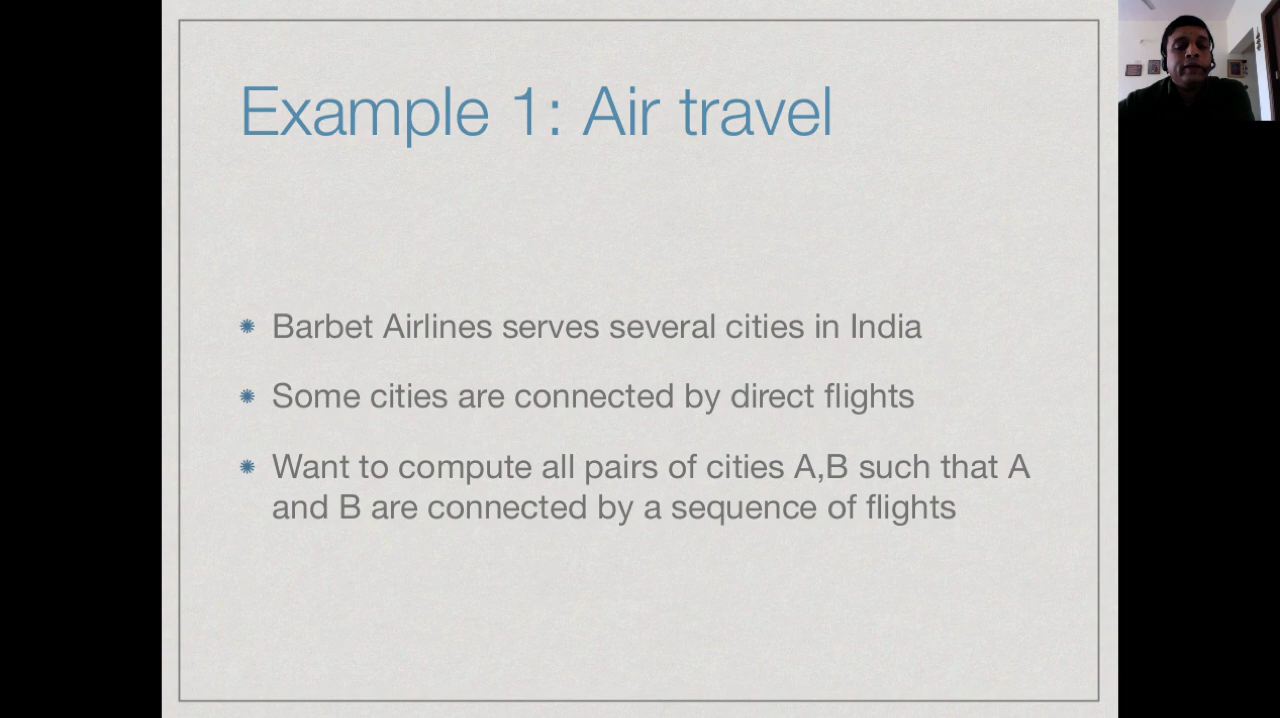 Example 1: Air travel
Barbet Airlines serves several cities in India
Some cities are connected by direct flights
Want to compute all pairs of cities A,B such that A
and B are connected by a sequence of flights